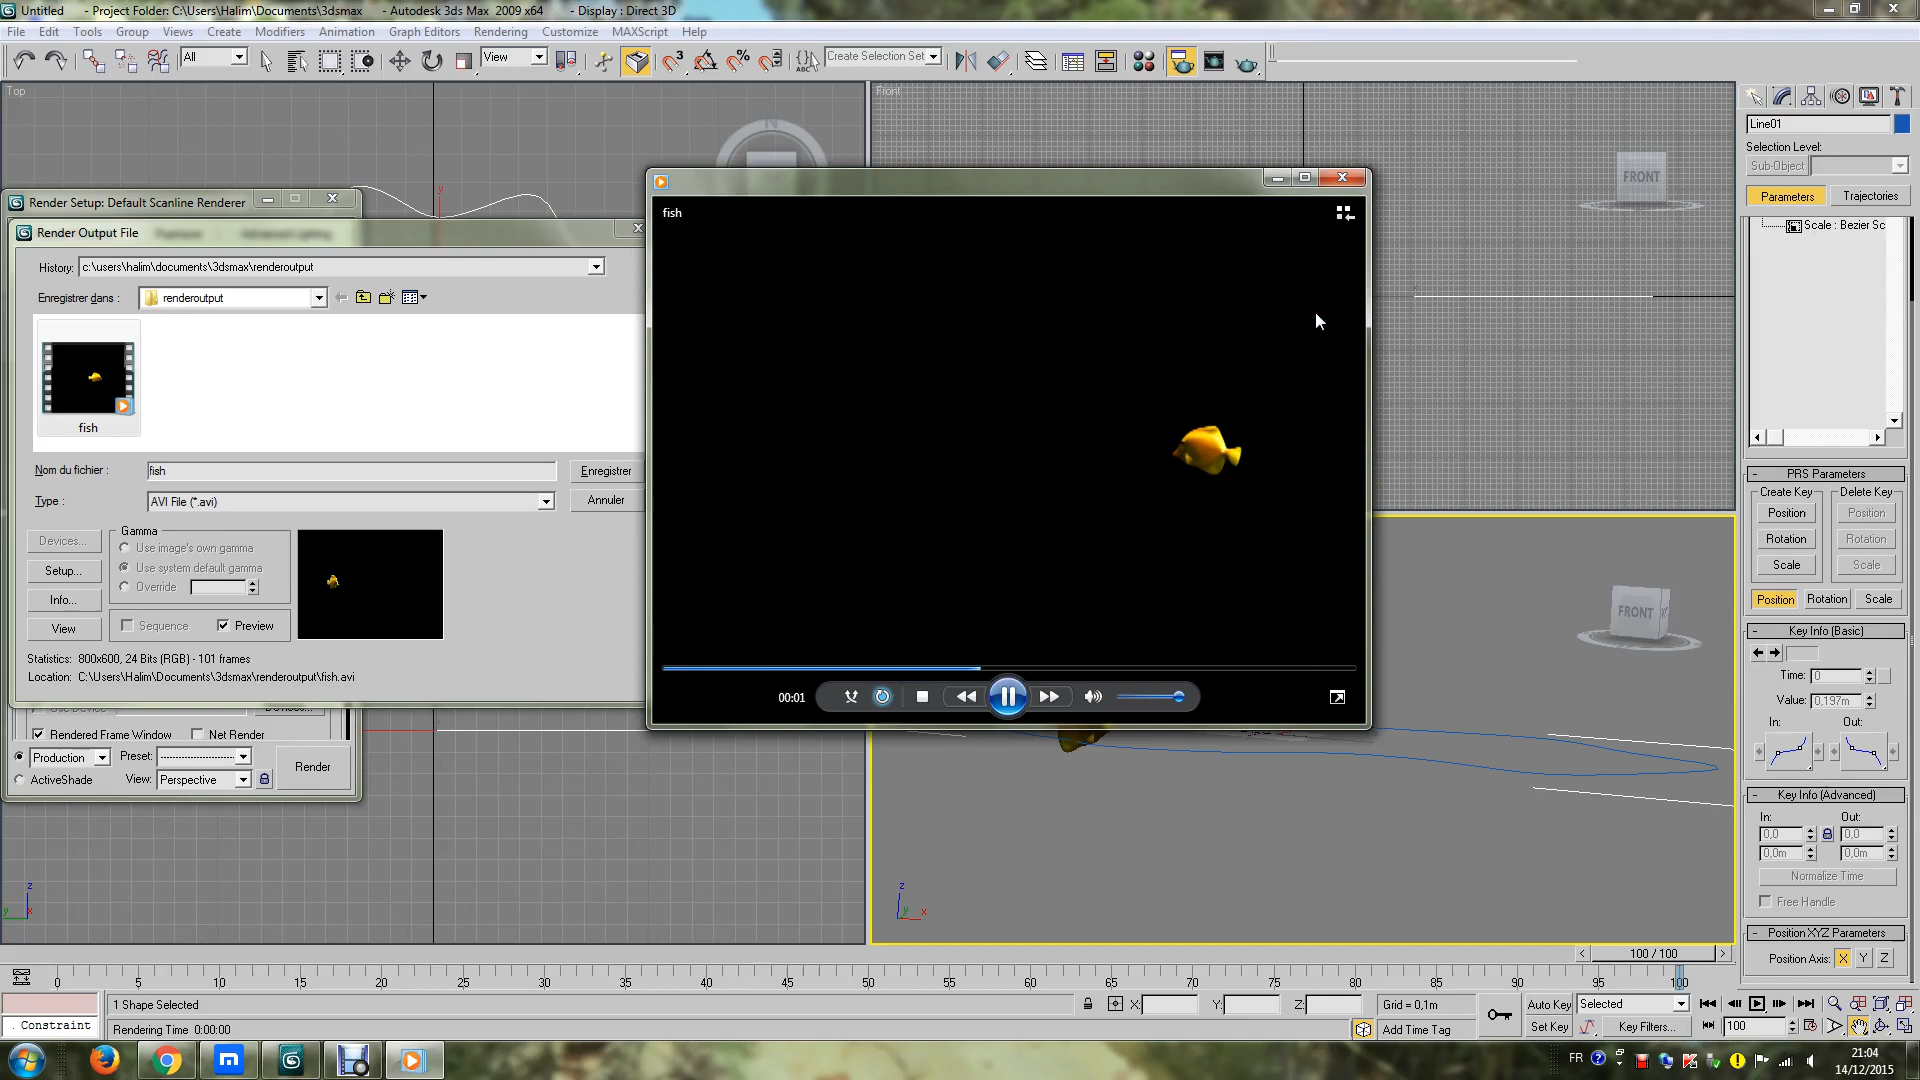 Untitled - Project Folder: C:\Users\Halim\Documents\3dsmax - Autodesk 3ds Max 2009 x64 - Display : Direct 3D
File Edit Tools Group Views Create Modifiers Animation Graph Editors Rendering Customize MAXScript Help
All View Create Selection Set
Top
Front
N
FRONT
Line01
Selection Level:
Sub-Object
Parameters Trajectories
Scale : Bezier Sc
Render Setup: Default Scanline Renderer
Render Output File
History: c:\users\halim\documents\3dsmax\renderoutput
Enregistrer dans : renderoutput
fish
Nom du fichier : fish Enregistrer
Type : AVI File (*.avi) Annuler
Devices...
Setup...
Info...
View
Gamma
Use image's own gamma
Use system default gamma
Override
Sequence Preview
Statistics: 800x600, 24 Bits (RGB) - 101 frames
Location: C:\Users\Halim\Documents\3dsmax\renderoutput\fish.avi
Rendered Frame Window Net Render
Production Preset: Render
ActiveShade View: Perspective
fish
00:01
PRS Parameters
Create Key Delete Key
Position Position
Rotation Rotation
Scale Scale
Position Rotation Scale
Key Info (Basic)
Time: 0
Value: 0,197m
In: Out:
Key Info (Advanced)
In: Out:
0,0 0,0
0,0m 0,0m
Normalize Time
Free Handle
Position XYZ Parameters
Position Axis: X Y Z
FRONT
z
y x
z
y x
100 / 100
0 5 10 15 20 25 30 35 40 45 50 55 60 65 70 75 80 85 90 95 100
1 Shape Selected X: Y: Z: Grid = 0,1m Auto Key Selected
. Constraint Rendering Time 0:00:00 Add Time Tag Set Key Key Filters... 100
FR 21:04
14/12/2015